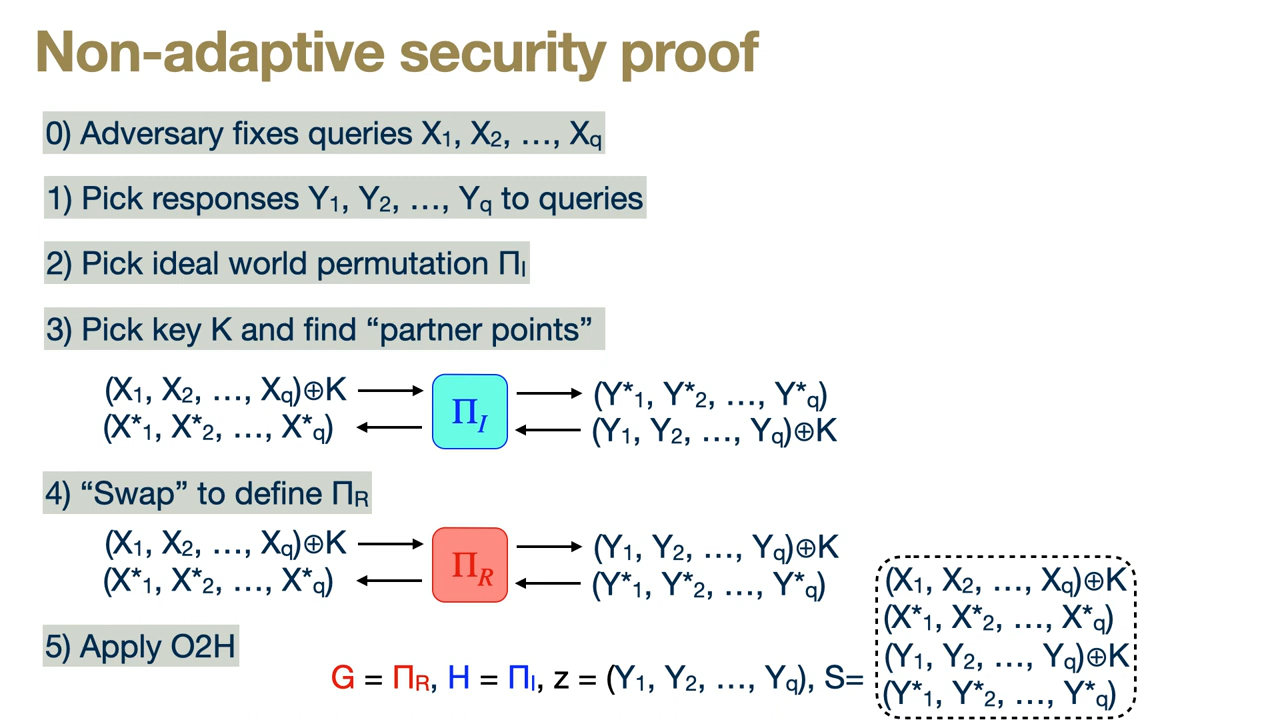 Non-adaptive security proof
0) Adversary fixes queries X₁, X₂, …, X_q
1) Pick responses Y₁, Y₂, …, Y_q to queries
2) Pick ideal world permutation Π_I
3) Pick key K and find “partner points”
(X₁, X₂, …, X_q)⊕K
(X*₁, X*₂, …, X*_q)
Π_I
(Y*₁, Y*₂, …, Y*_q)
(Y₁, Y₂, …, Y_q)⊕K
4) “Swap” to define Π_R
(X₁, X₂, …, X_q)⊕K
(X*₁, X*₂, …, X*_q)
Π_R
(Y₁, Y₂, …, Y_q)⊕K
(Y*₁, Y*₂, …, Y*_q)
5) Apply O2H
G = Π_R, H = Π_I, z = (Y₁, Y₂, …, Y_q), S=
(X₁, X₂, …, X_q)⊕K
(X*₁, X*₂, …, X*_q)
(Y₁, Y₂, …, Y_q)⊕K
(Y*₁, Y*₂, …, Y*_q)